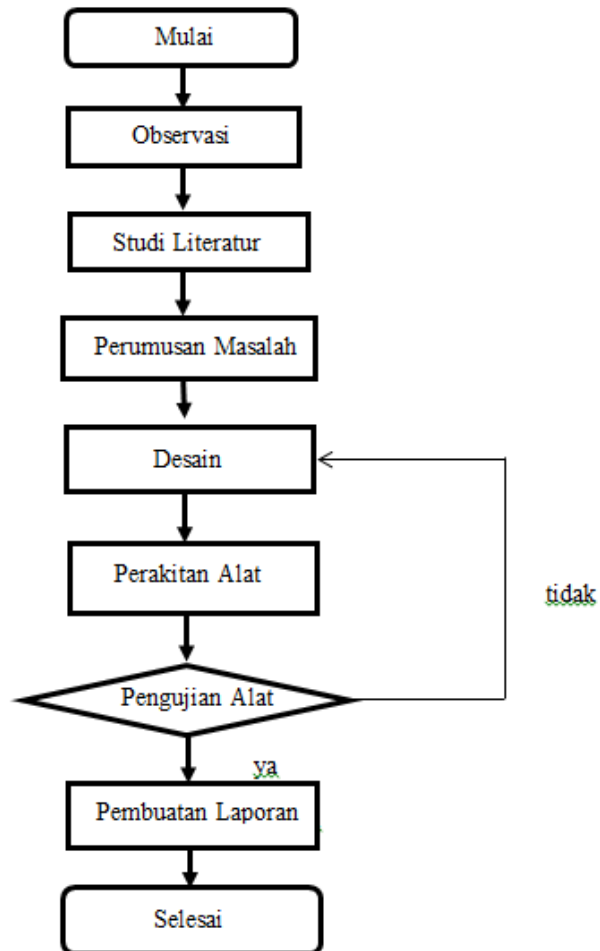 Mulai
Observasi
Studi Literatur
Perumusan Masalah
Desain
Perakitan Alat
tidak
Pengujian Alat
ya
Pembuatan Laporan
Selesai